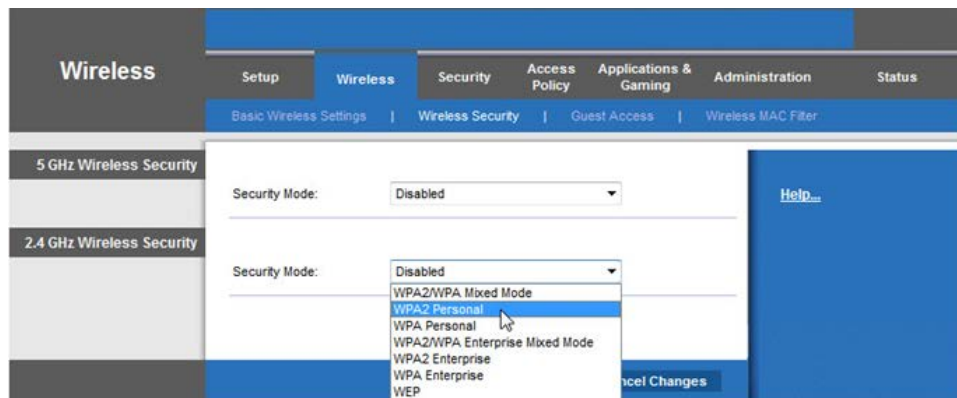 Wireless
Setup Wireless Security Access Policy Applications & Gaming Administration Status
Basic Wireless Settings | Wireless Security | Guest Access | Wireless MAC Filter
5 GHz Wireless Security
Security Mode: Disabled
Help...
2.4 GHz Wireless Security
Security Mode: Disabled
WPA2/WPA Mixed Mode
WPA2 Personal
WPA Personal
WPA2/WPA Enterprise Mixed Mode
WPA2 Enterprise
WPA Enterprise
WEP
ncel Changes